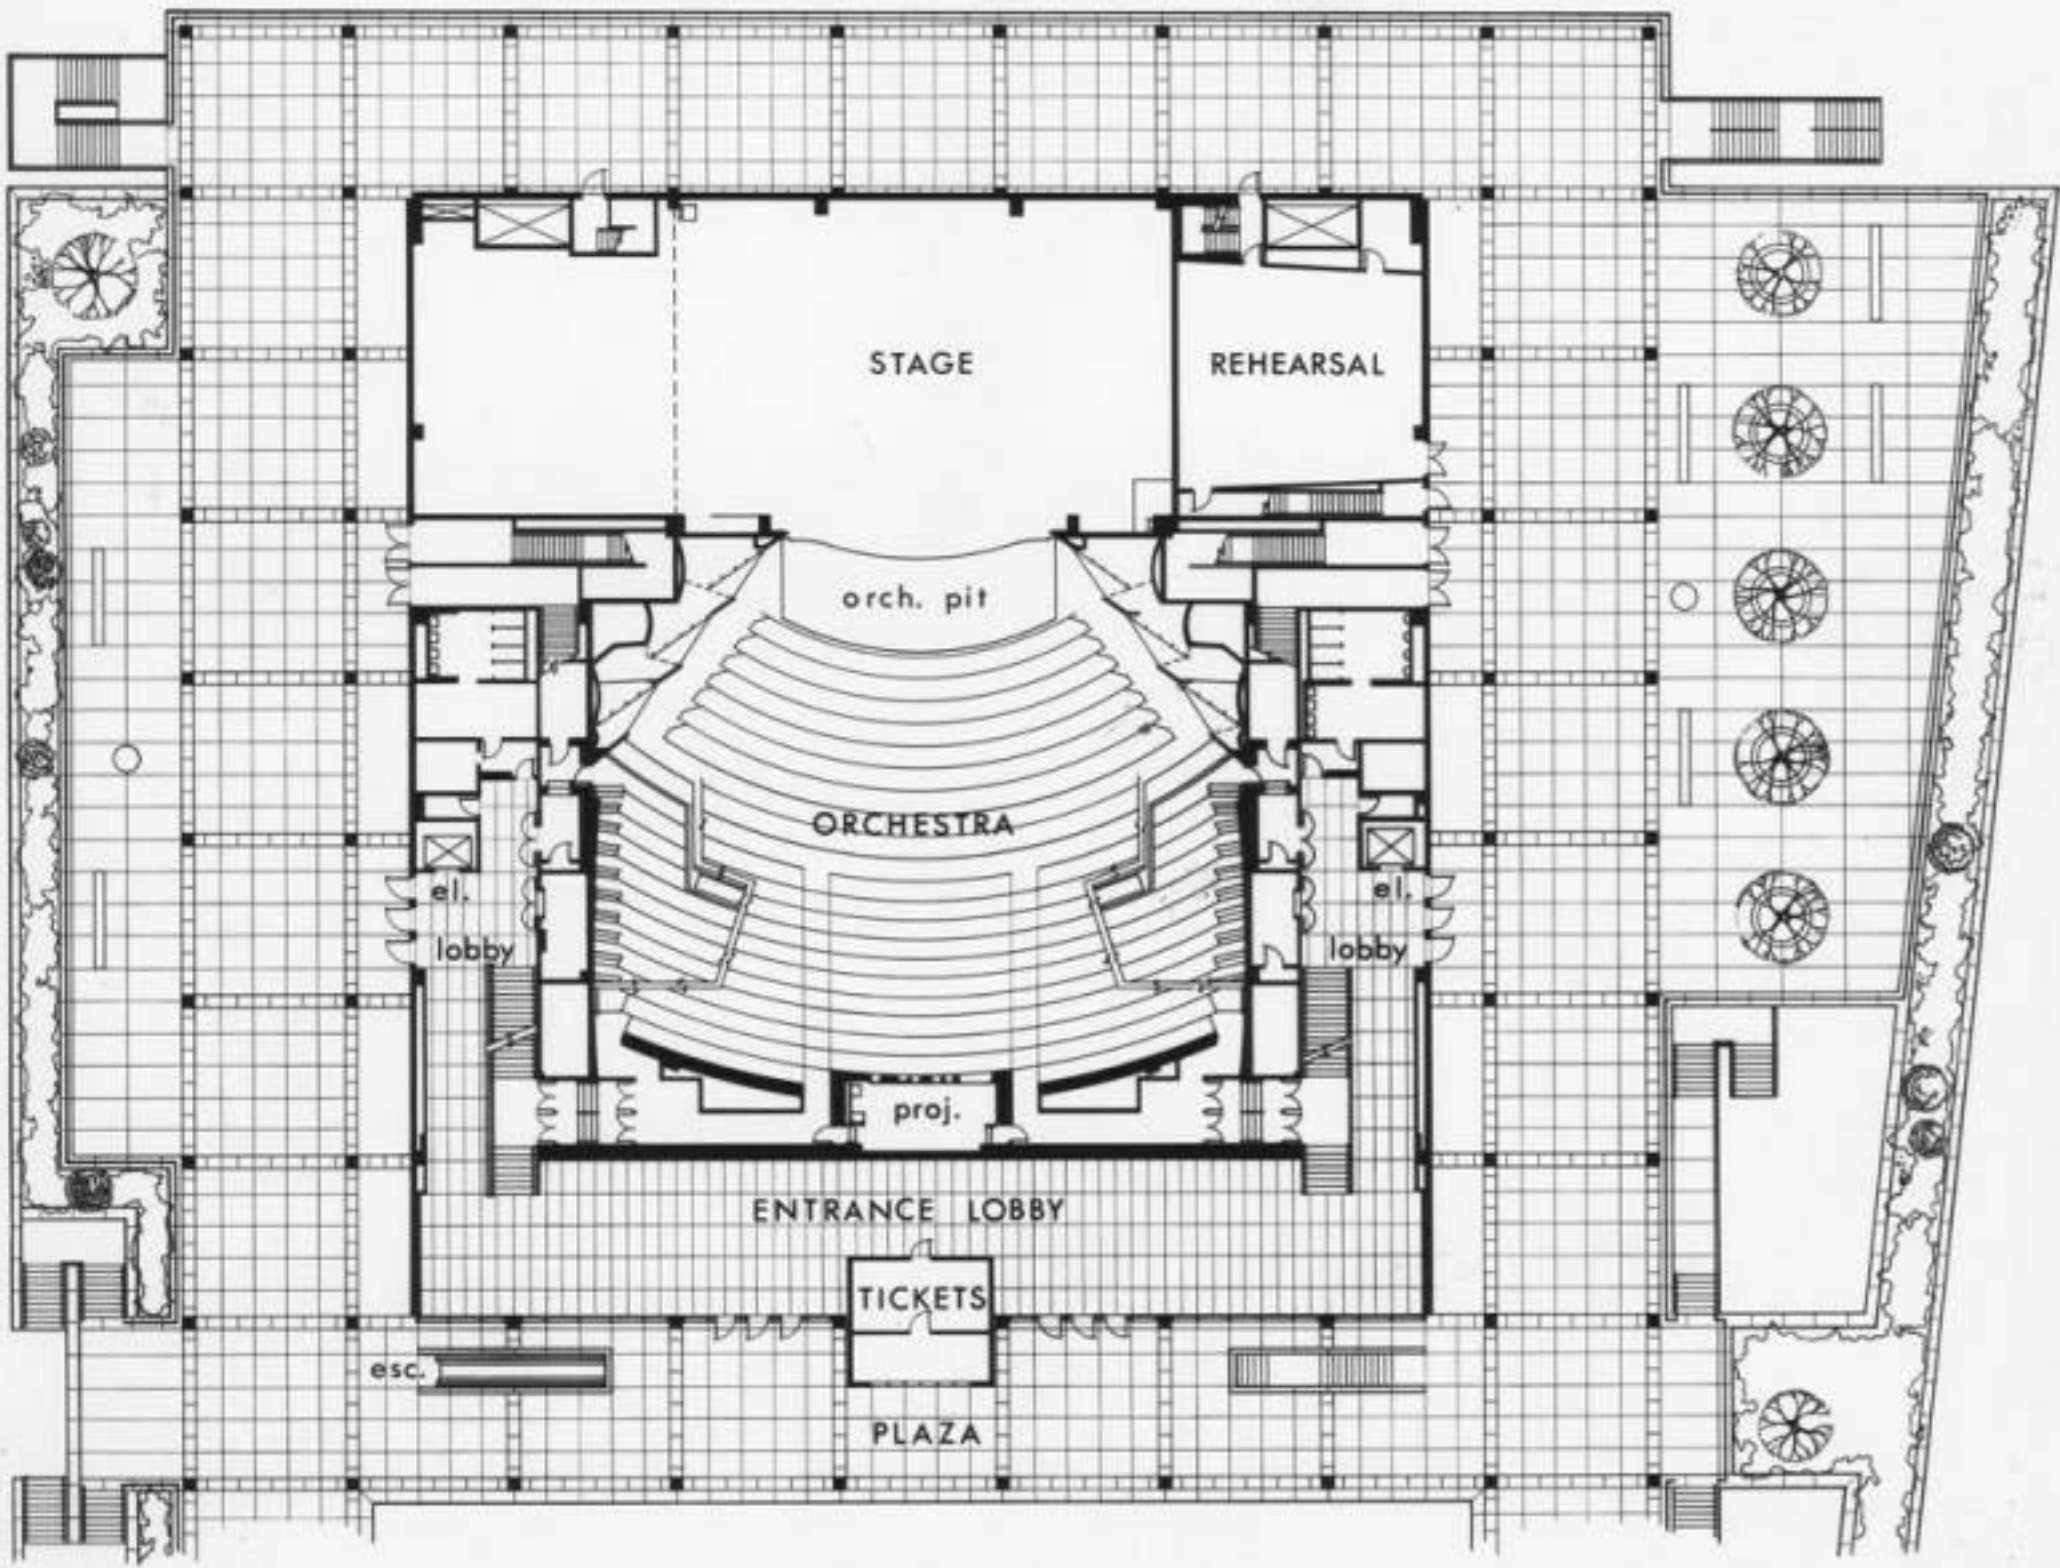 STAGE
REHEARSAL
orch. pit
ORCHESTRA
el.
el.
lobby
lobby
proj.
ENTRANCE LOBBY
TICKETS
esc.
PLAZA